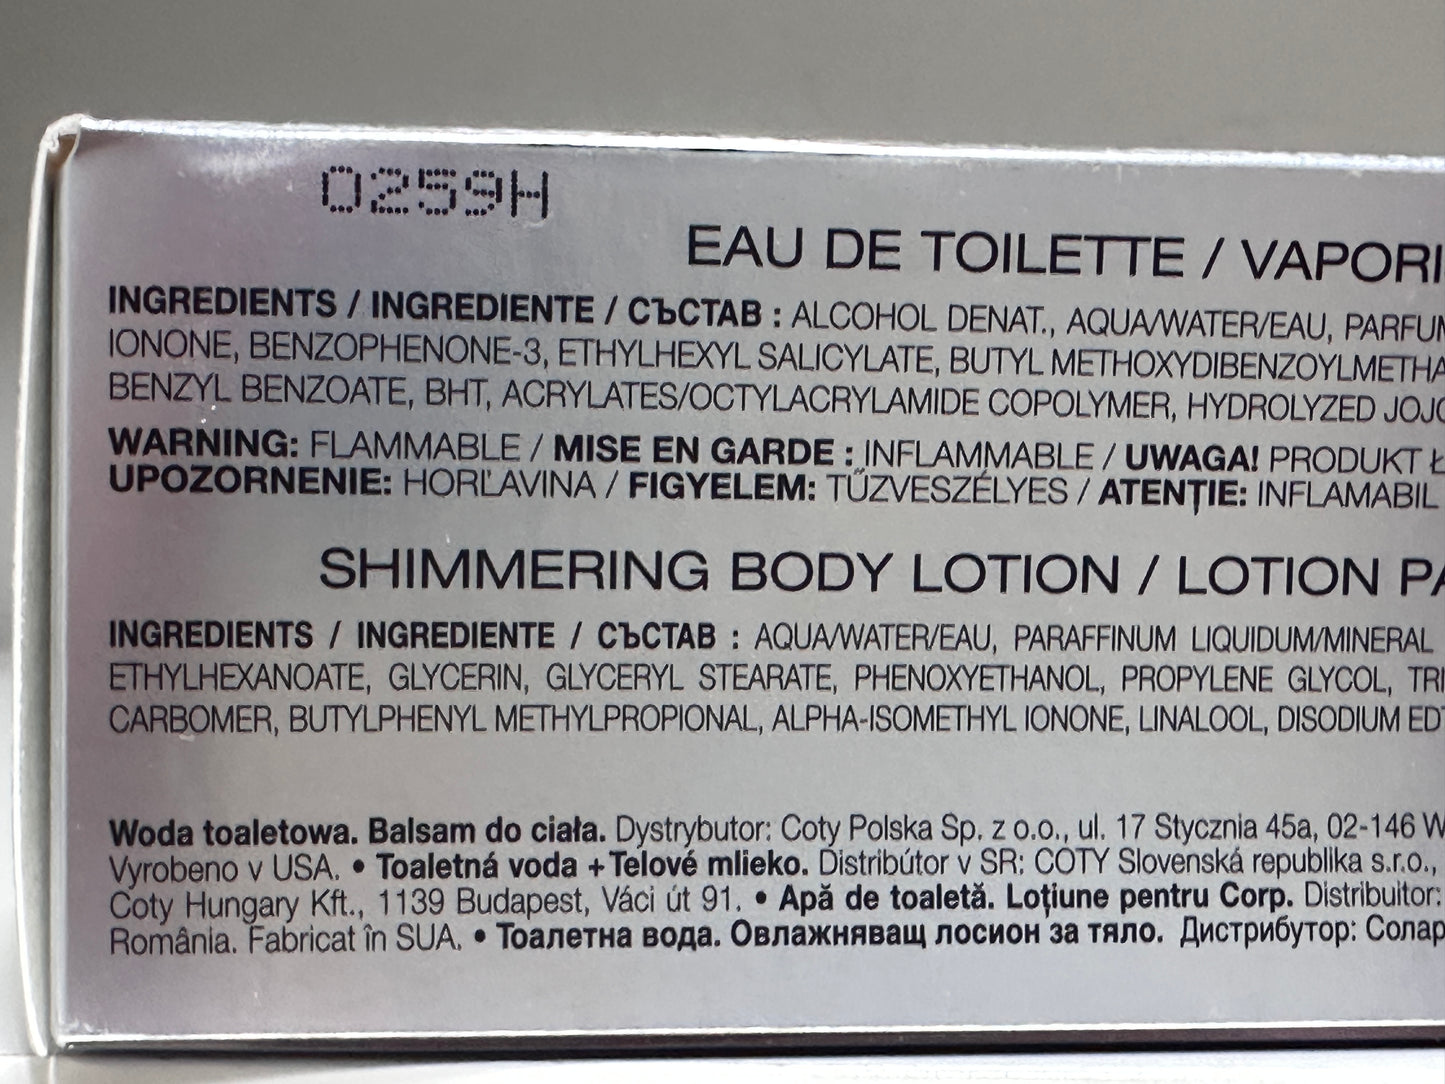 0259H
EAU DE TOILETTE / VAPORI
INGREDIENTS / INGREDIENTE / СЪСТАВ : ALCOHOL DENAT., AQUA/WATER/EAU, PARFUM
IONONE, BENZOPHENONE-3, ETHYLHEXYL SALICYLATE, BUTYL METHOXYDIBENZOYLMETHA
BENZYL BENZOATE, BHT, ACRYLATES/OCTYLACRYLAMIDE COPOLYMER, HYDROLYZED JOJO
WARNING: FLAMMABLE / MISE EN GARDE : INFLAMMABLE / UWAGA! PRODUKT Ł
UPOZORNENIE: HORĽAVINA / FIGYELEM: TŰZVESZÉLYES / ATENȚIE: INFLAMABIL
SHIMMERING BODY LOTION / LOTION PA
INGREDIENTS / INGREDIENTE / СЪСТАВ : AQUA/WATER/EAU, PARAFFINUM LIQUIDUM/MINERAL
ETHYLHEXANOATE, GLYCERIN, GLYCERYL STEARATE, PHENOXYETHANOL, PROPYLENE GLYCOL, TRI
CARBOMER, BUTYLPHENYL METHYLPROPIONAL, ALPHA-ISOMETHYL IONONE, LINALOOL, DISODIUM EDT
Woda toaletowa. Balsam do ciała. Dystrybutor: Coty Polska Sp. z o.o., ul. 17 Stycznia 45a, 02-146 W
Vyrobeno v USA. • Toaletná voda + Telové mlieko. Distribútor v SR: COTY Slovenská republika s.r.o.,
Coty Hungary Kft., 1139 Budapest, Váci út 91. • Apă de toaletă. Loțiune pentru Corp. Distribuitor:
România. Fabricat în SUA. • Тоалетна вода. Овлажняващ лосион за тяло. Дистрибутор: Солар